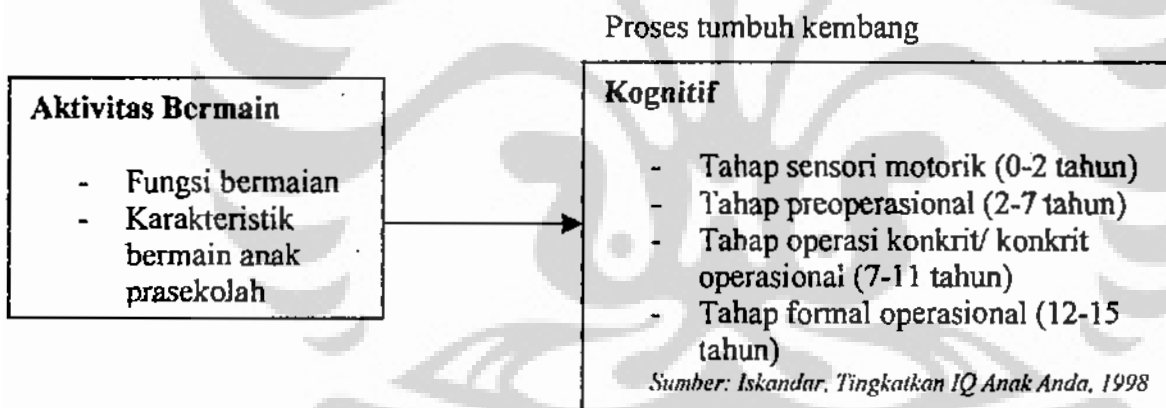 Proses tumbuh kembang
Aktivitas Bermain
- Fungsi bermaian
- Karakteristik
bermain anak
prasekolah
Kognitif
- Tahap sensori motorik (0-2 tahun)
- Tahap preoperasional (2-7 tahun)
- Tahap operasi konkrit/ konkrit
operasional (7-11 tahun)
- Tahap formal operasional (12-15
tahun)
Sumber: Iskandar, Tingkatkan IQ Anak Anda, 1998